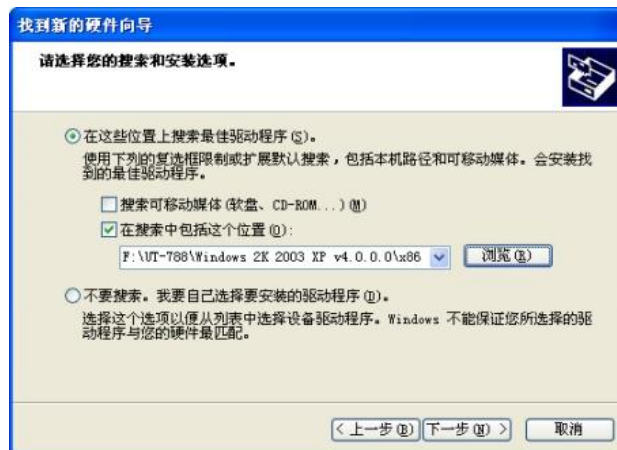 找到新的硬件向导
请选择您的搜索和安装选项。
在这些位置上搜索最佳驱动程序(S)。
使用下列的复选框限制或扩展默认搜索，包括本机路径和可移动媒体。会安装找
到的最佳驱动程序。
搜索可移动媒体(软盘、CD-ROM...)(M)
在搜索中包括这个位置(O):
F:\UT-788\Windows 2K 2003 XP v4.0.0.0\x86
浏览(R)
不要搜索。我要自己选择要安装的驱动程序(D)。
选择这个选项以便从列表中选择设备驱动程序。Windows 不能保证您所选择的驱
动程序与您的硬件最匹配。
< 上一步(B) 下一步(N) > 取消